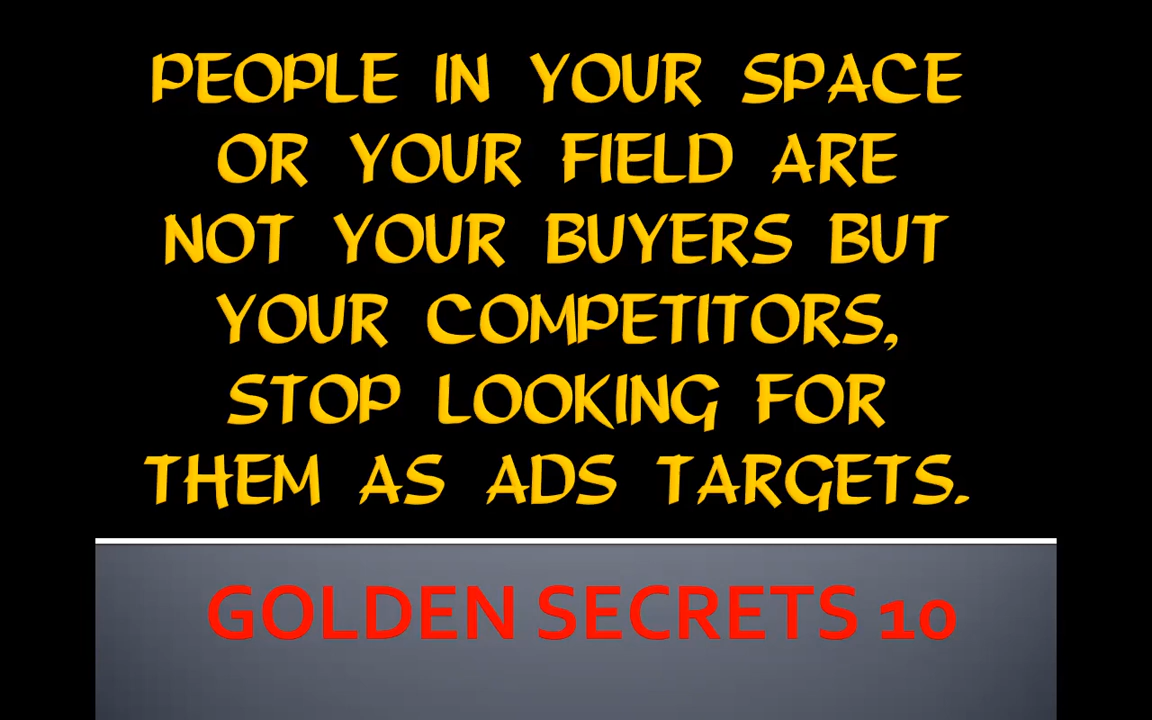 PEOPLE IN YOUR SPACE
OR YOUR FIELD ARE
NOT YOUR BUYERS BUT
YOUR COMPETITORS,
STOP LOOKING FOR
THEM AS ADS TARGETS.
GOLDEN SECRETS 10